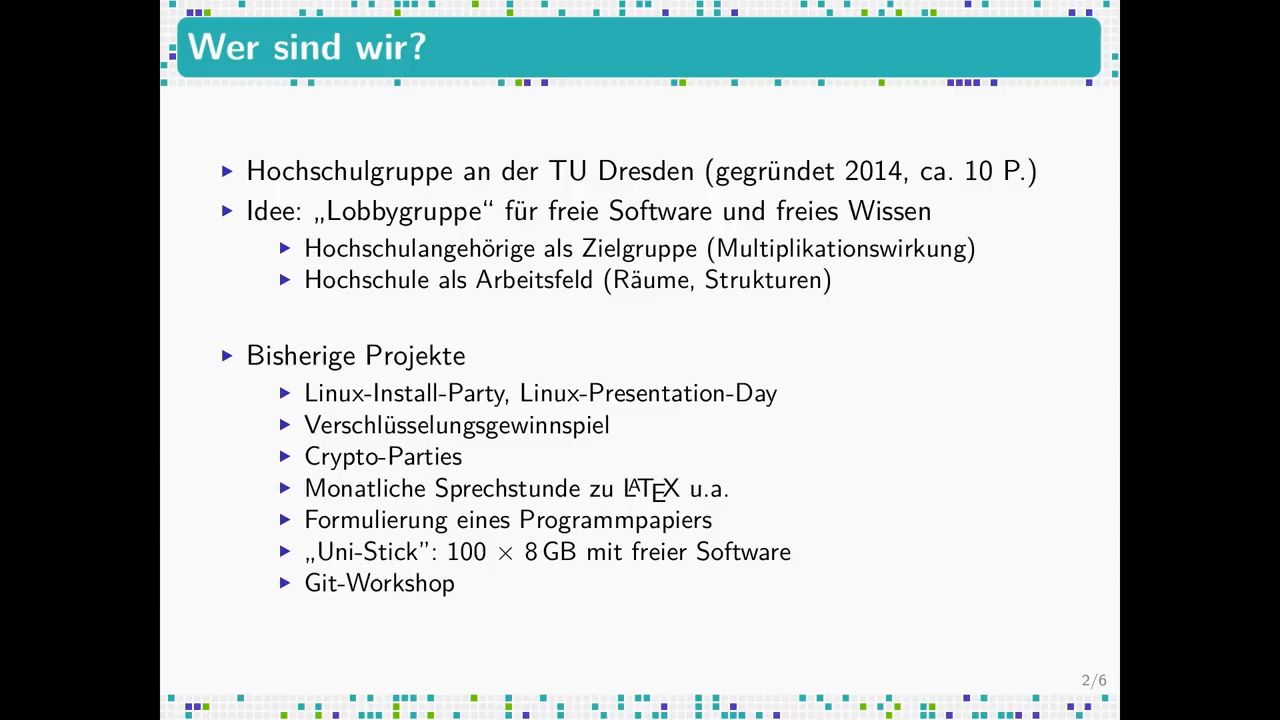 Wer sind wir?
Hochschulgruppe an der TU Dresden (gegründet 2014, ca. 10 P.)
Idee: „Lobbygruppe“ für freie Software und freies Wissen
Hochschulangehörige als Zielgruppe (Multiplikationswirkung)
Hochschule als Arbeitsfeld (Räume, Strukturen)
Bisherige Projekte
Linux-Install-Party, Linux-Presentation-Day
Verschlüsselungsgewinnspiel
Crypto-Parties
Monatliche Sprechstunde zu LATEX u.a.
Formulierung eines Programmpapiers
„Uni-Stick”: 100 × 8 GB mit freier Software
Git-Workshop
2/6